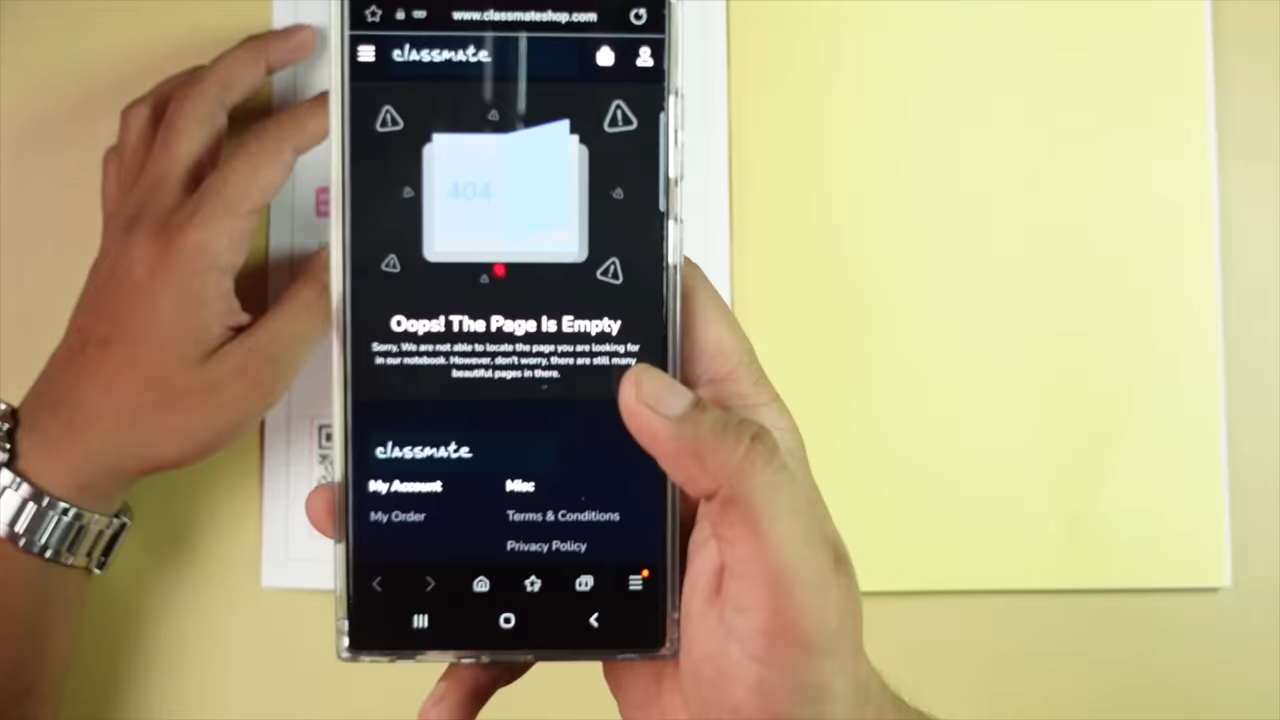 www.classmateshop.com
classmate
404
Oops! The Page Is Empty
Sorry, We are not able to locate the page you are looking for
in our notebook. However, don't worry, there are still many
beautiful pages in there.
classmate
My Account
Misc
My Order
Terms & Conditions
Privacy Policy